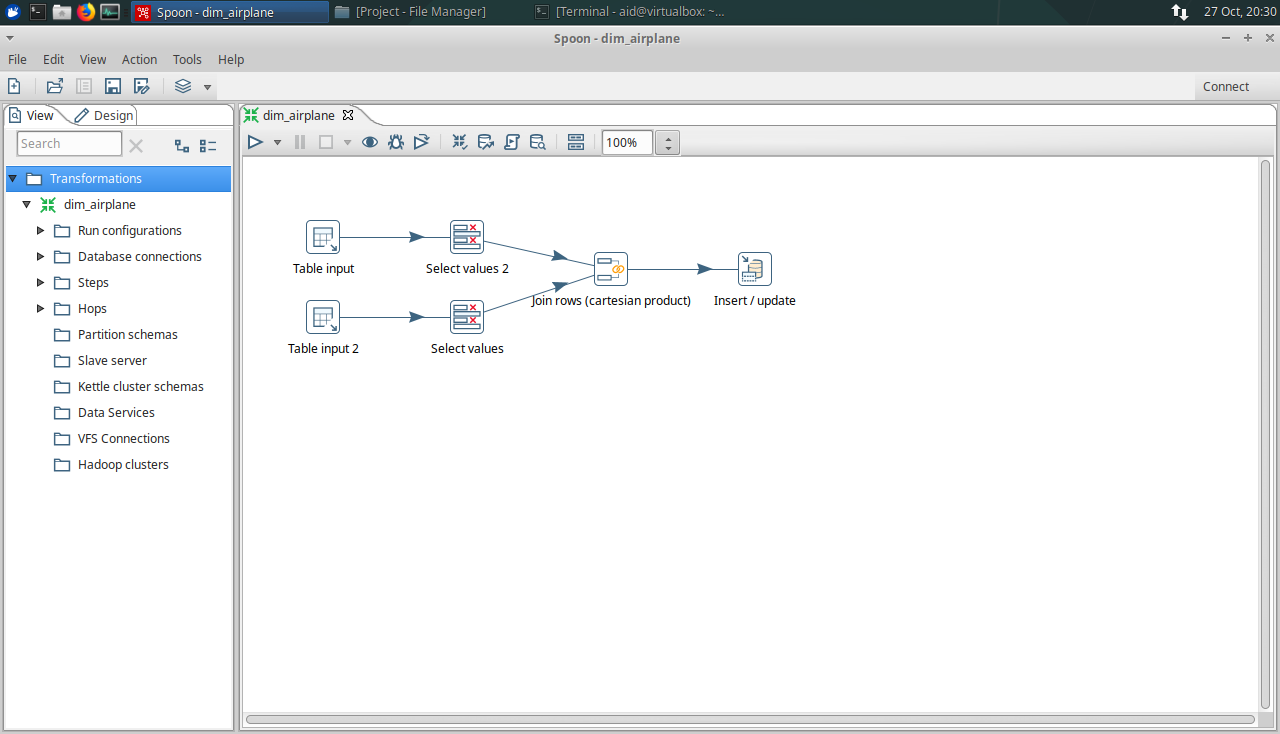 Spoon - dim_airplane
[Project - File Manager]
[Terminal - aid@virtualbox: ~...
27 Oct, 20:30
Spoon - dim_airplane
File Edit View Action Tools Help
Connect
View
Design
dim_airplane
Search
100%
Transformations
dim_airplane
Run configurations
Database connections
Steps
Hops
Partition schemas
Slave server
Kettle cluster schemas
Data Services
VFS Connections
Hadoop clusters
Table input
Select values 2
Join rows (cartesian product)
Insert / update
Table input 2
Select values